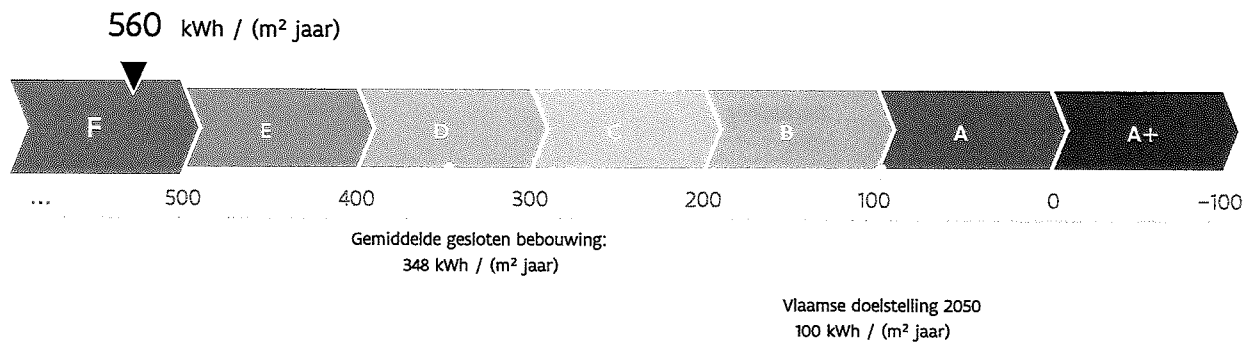 560 kWh / (m² jaar)
F E D C B A A+
... 500 400 300 200 100 0 -100
Gemiddelde gesloten bebouwing:
348 kWh / (m² jaar)
Vlaamse doelstelling 2050
100 kWh / (m² jaar)